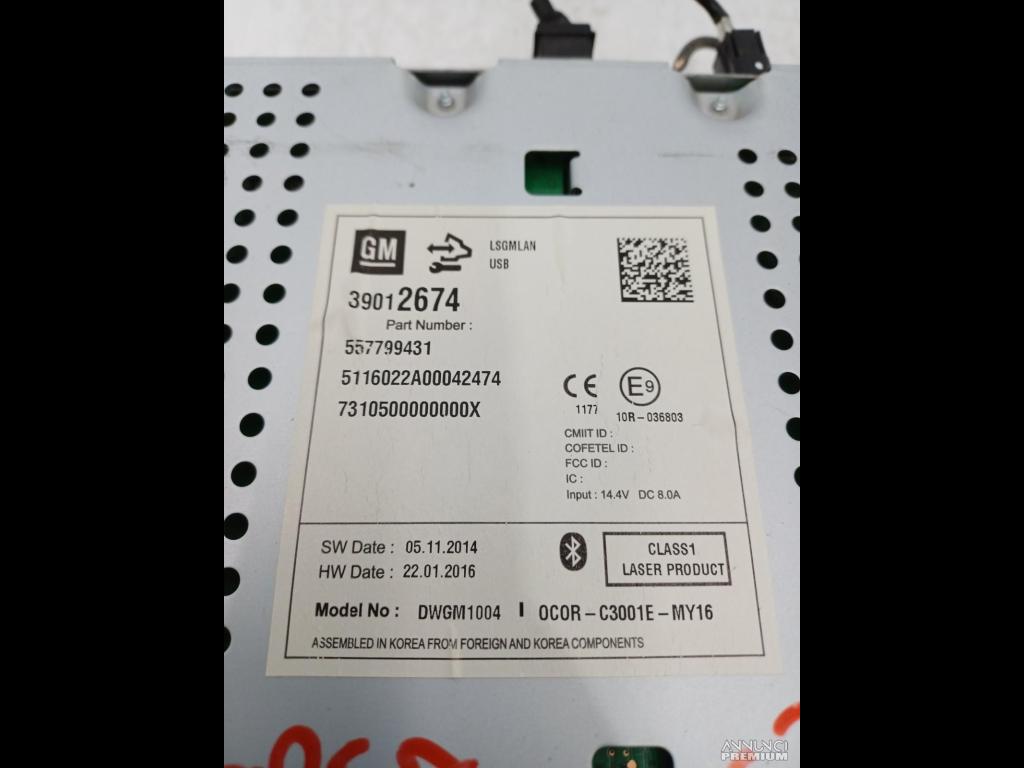 GM
LSGMLAN
USB
39012674
Part Number :
557799431
5116022A00042474
7310500000000X
CE
1177
E9
10R-036803
CMIIT ID :
COFETEL ID :
FCC ID :
IC :
Input : 14.4V DC 8.0A
SW Date : 05.11.2014
HW Date : 22.01.2016
CLASS1
LASER PRODUCT
Model No : DWGM1004 I OCOR-C3001E-MY16
ASSEMBLED IN KOREA FROM FOREIGN AND KOREA COMPONENTS
ANNUNCI
PREMIUM